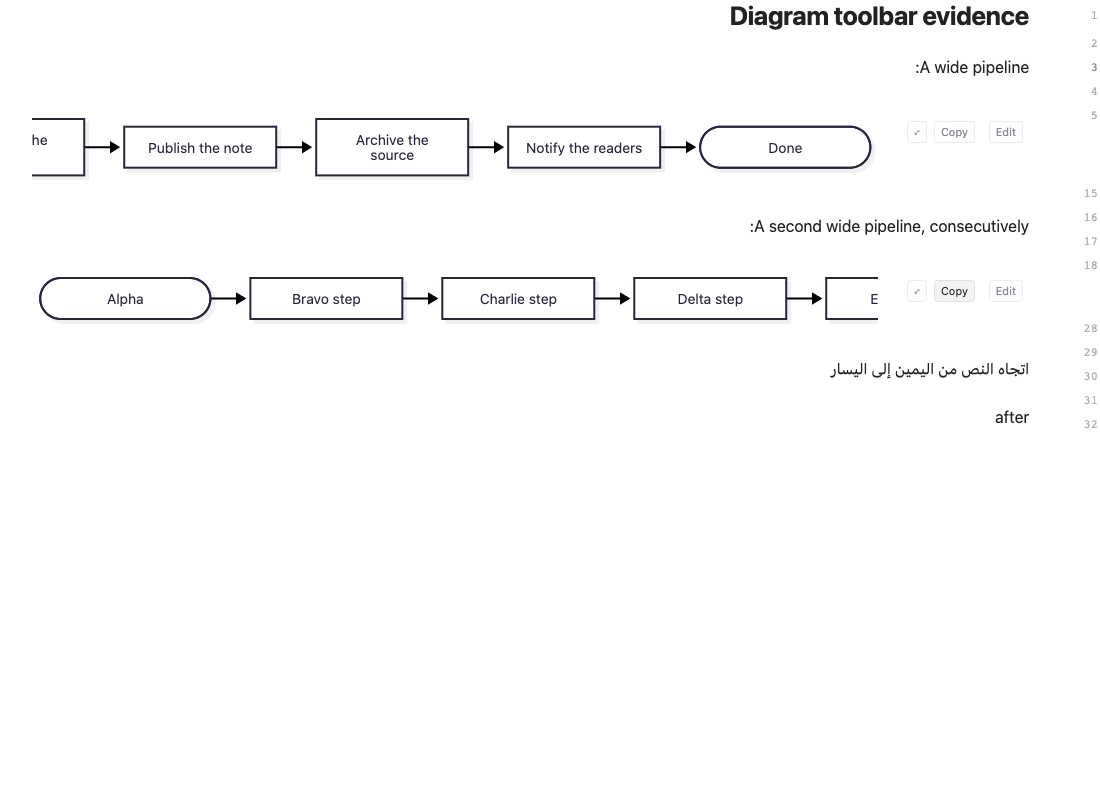 Diagram toolbar evidence
1
2
:A wide pipeline
3
4
5
he
Publish the note
Archive the
source
Notify the readers
Done
Copy
Edit
15
16
:A second wide pipeline, consecutively
17
18
Alpha
Bravo step
Charlie step
Delta step
E
Copy
Edit
28
29
اتجاه النص من اليمين إلى اليسار
30
31
after
32